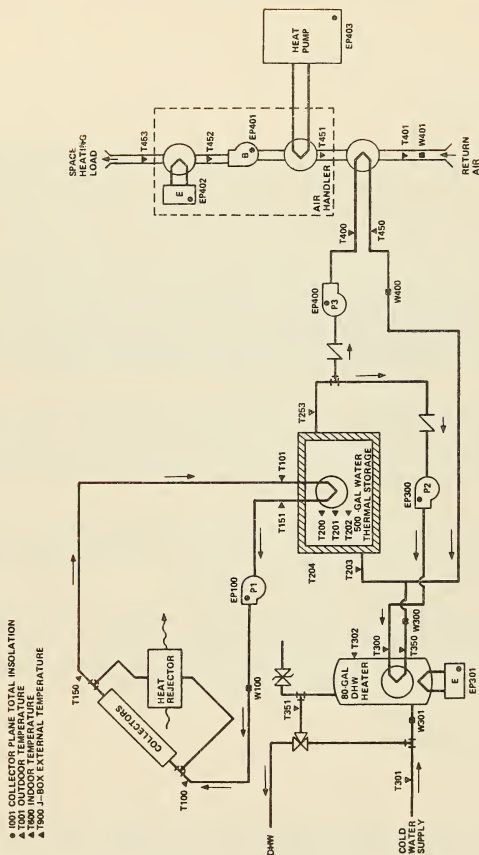 ● I001 COLLECTOR PLANE TOTAL INSOLATION
▲ T001 OUTDOOR TEMPERATURE
▲ T600 INDOOR TEMPERATURE
▲ T900 J-BOX EXTERNAL TEMPERATURE
SPACE HEATING LOAD
T453
T452
E
EP402
B
EP401
HEAT PUMP
EP403
T451
AIR HANDLER
T401
W401
RETURN AIR
T400
T450
EP400
P3
W400
T253
T101
T151
T200
T201
T202
500-GAL WATER THERMAL STORAGE
T204
T203
EP100
P1
T150
HEAT REJECTOR
COLLECTORS
T100
W100
EP300
P2
T302
T300
W300
T350
80-GAL DHW HEATER
T351
E
EP301
W301
T301
DHW
COLD WATER SUPPLY